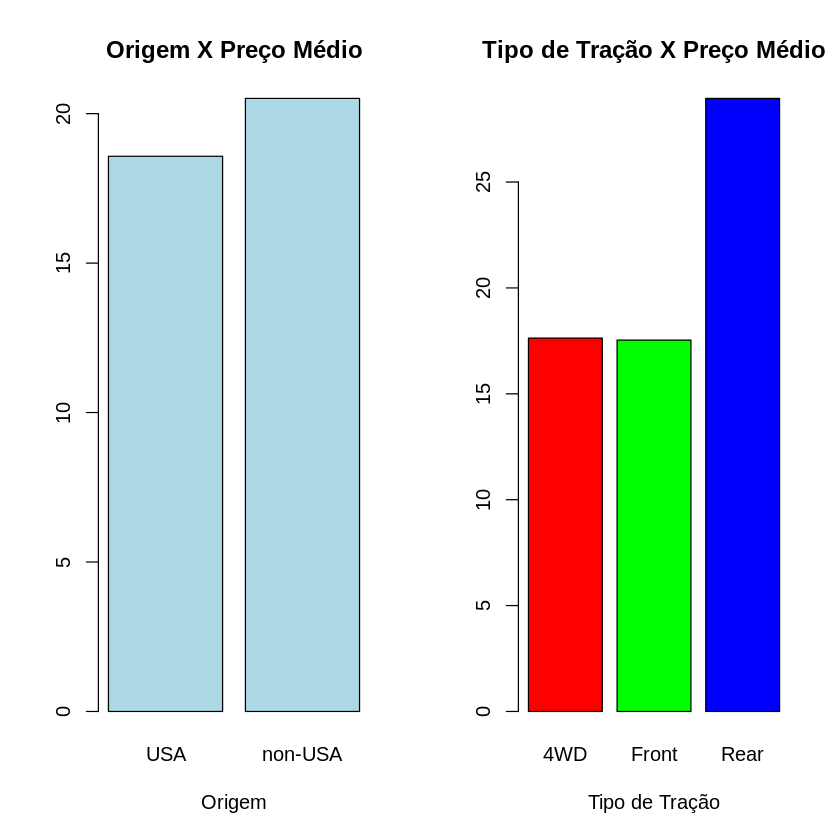 Origem X Preço Médio
20
15
10
5
0
USA
non-USA
Origem
Tipo de Tração X Preço Médio
25
20
15
10
5
0
4WD
Front
Rear
Tipo de Tração